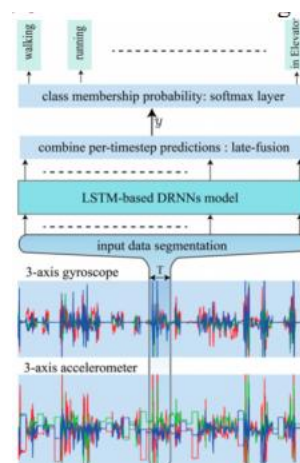 walking
running
in Elevator
class membership probability: softmax layer
y
combine per-timestep predictions : late-fusion
LSTM-based DRNNs model
input data segmentation
3-axis gyroscope
T
3-axis accelerometer